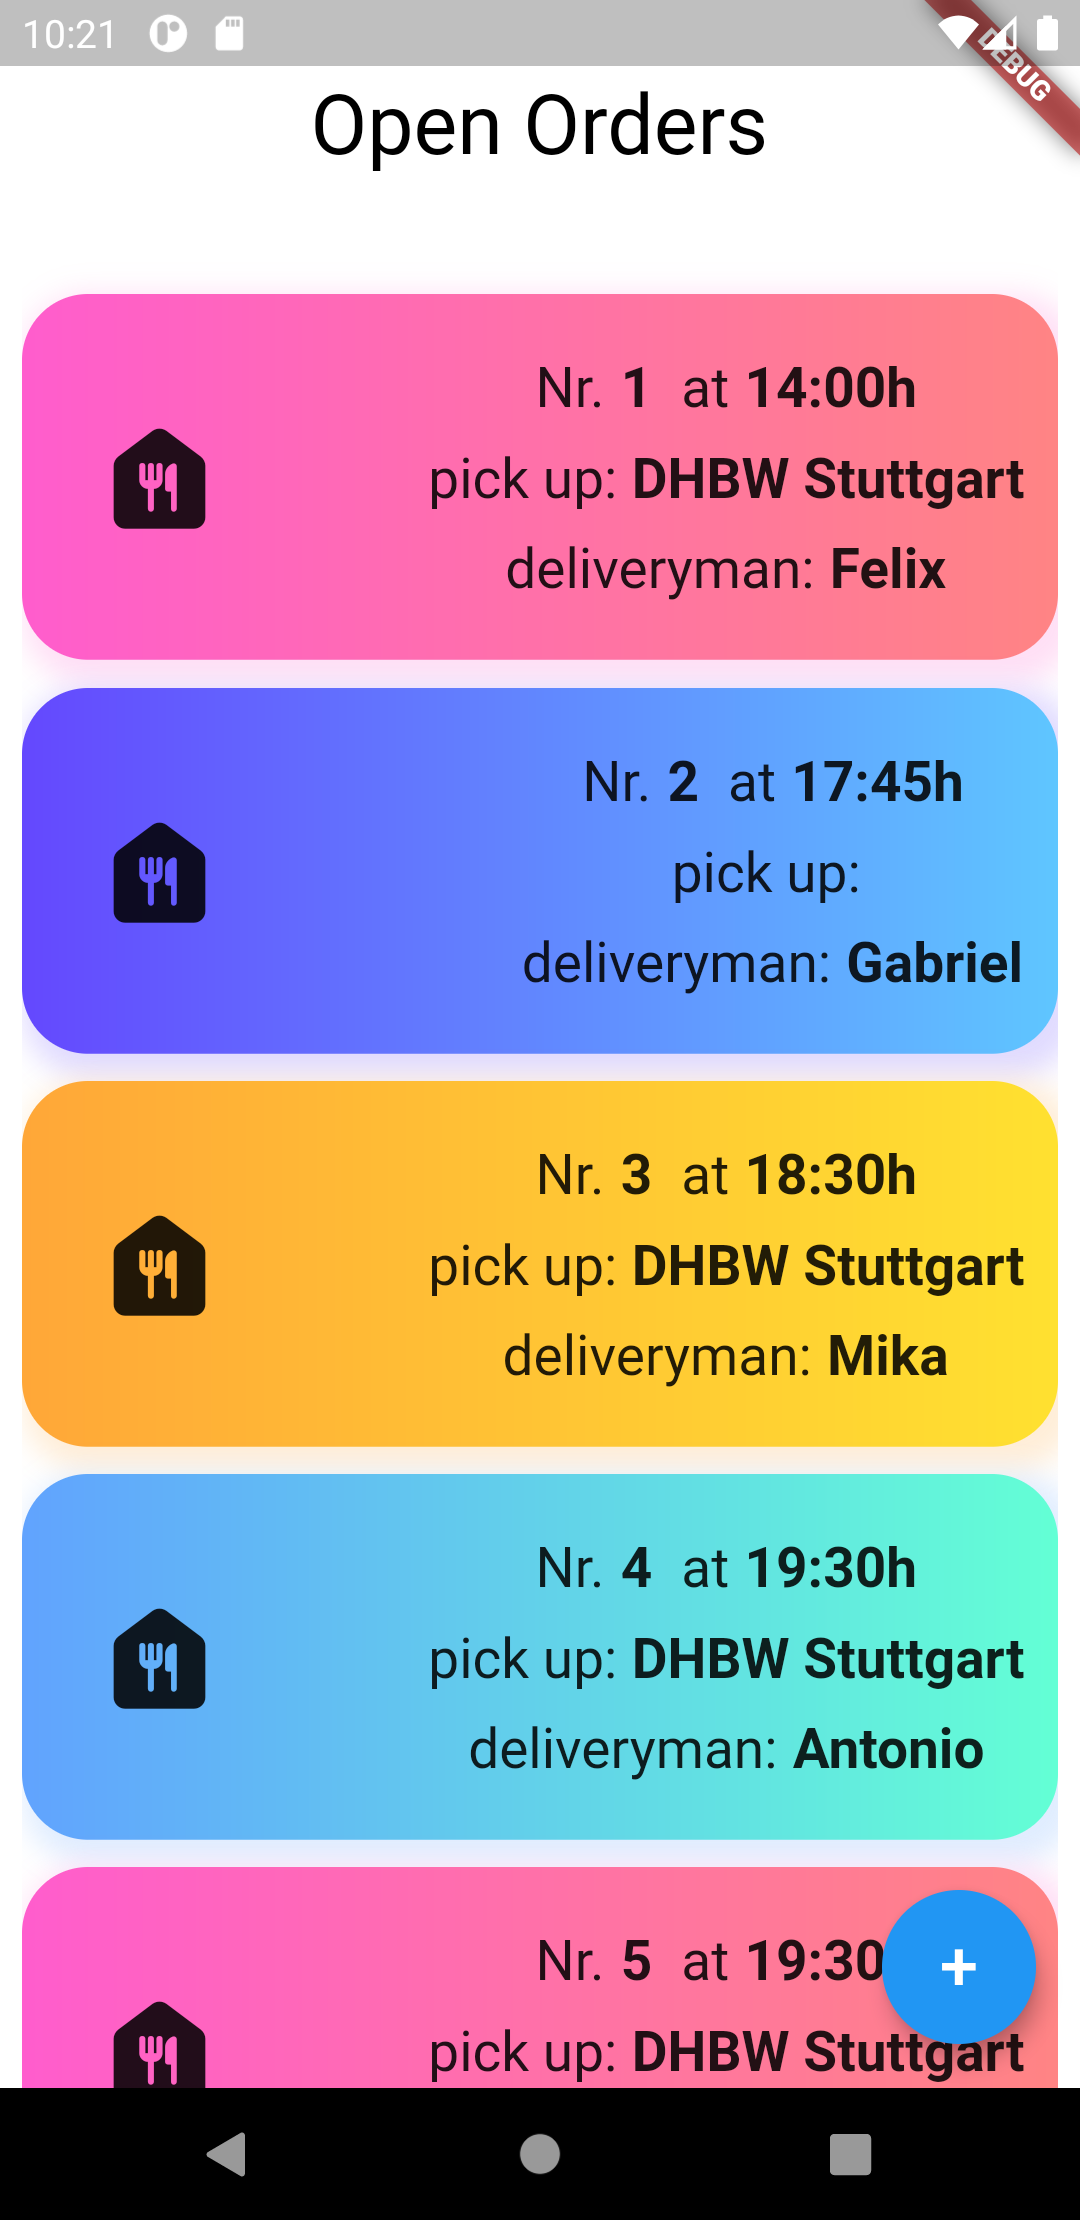 10:21
DEBUG
Open Orders
Nr. 1 at 14:00h
pick up: DHBW Stuttgart
deliveryman: Felix
Nr. 2 at 17:45h
pick up:
deliveryman: Gabriel
Nr. 3 at 18:30h
pick up: DHBW Stuttgart
deliveryman: Mika
Nr. 4 at 19:30h
pick up: DHBW Stuttgart
deliveryman: Antonio
Nr. 5 at 19:30
+
pick up: DHBW Stuttgart